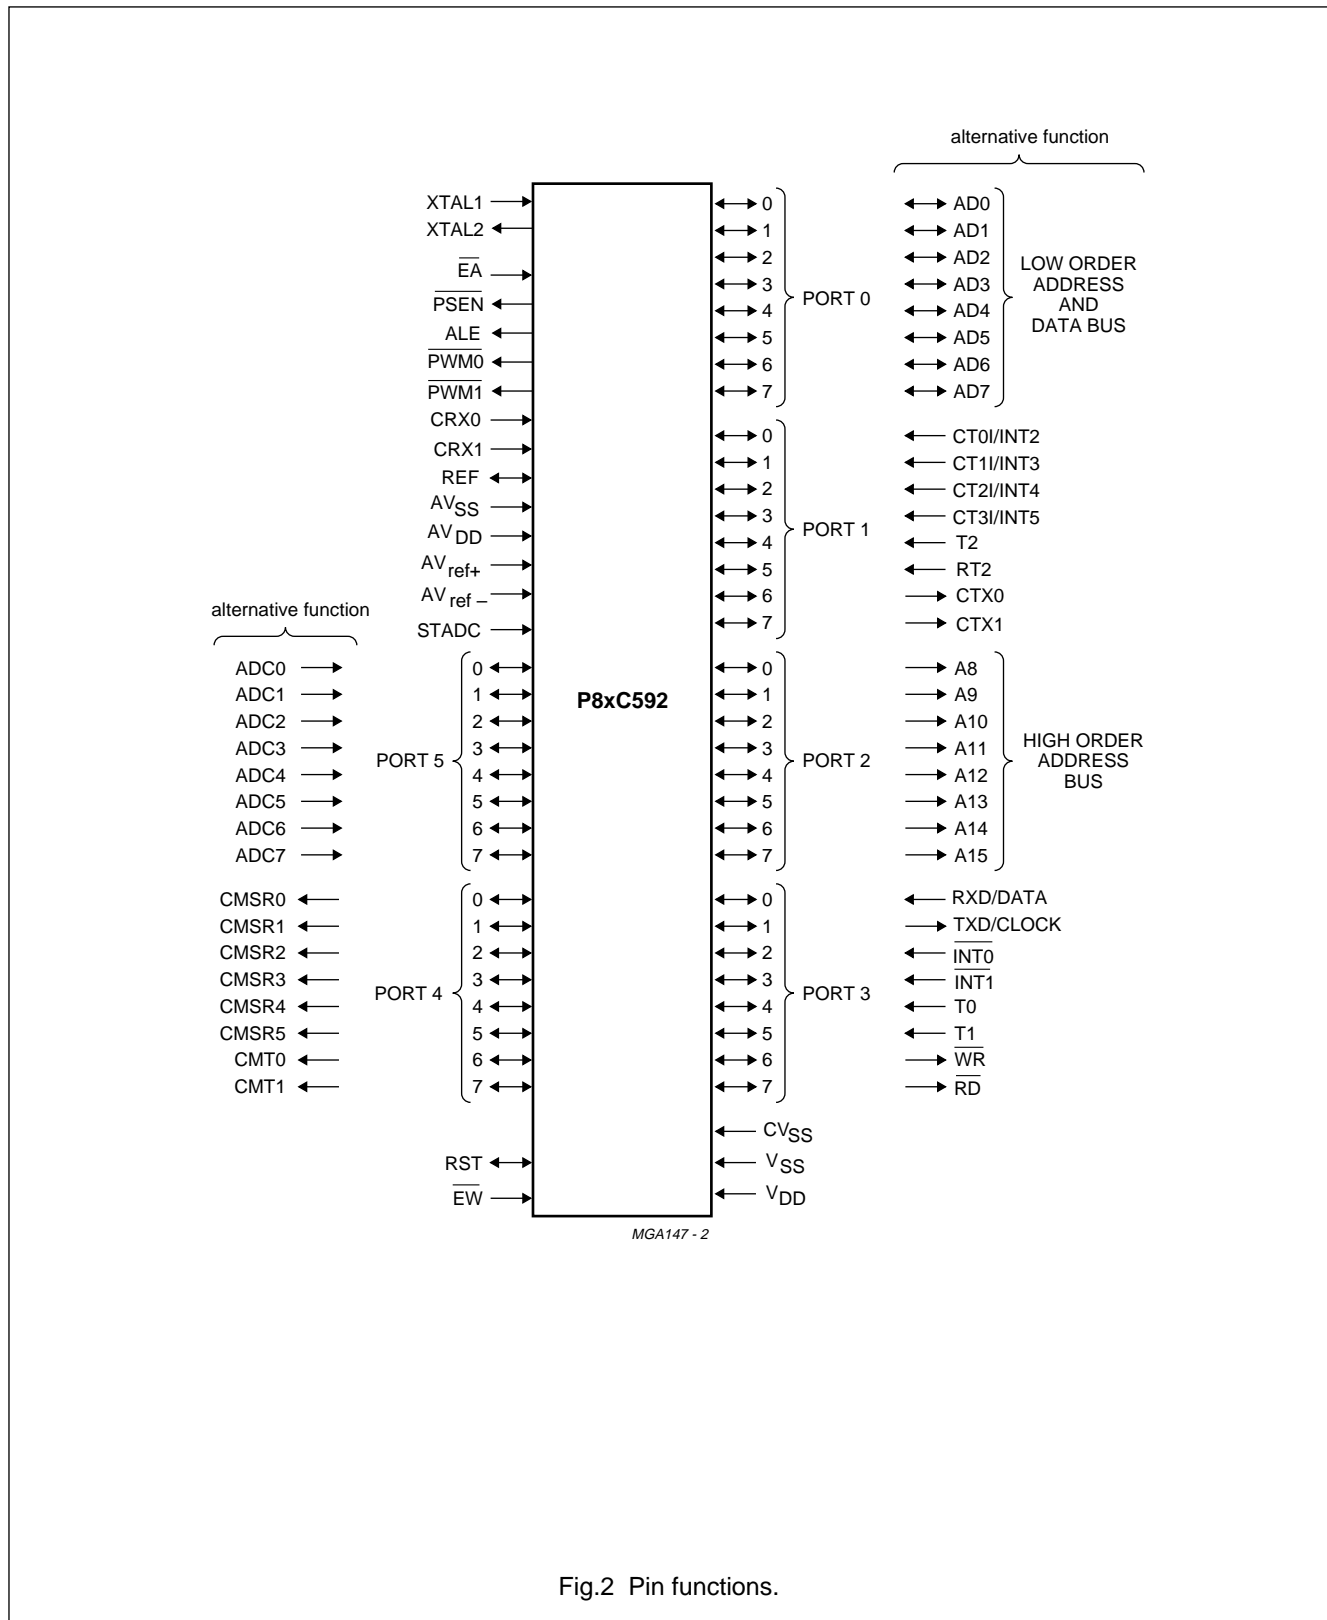 alternative function
XTAL1
XTAL2
EA
PSEN
ALE
PWM0
PWM1
CRX0
CRX1
REF
AVSS
AVDD
AVref+
AVref –
STADC
alternative function
ADC0
ADC1
ADC2
ADC3
ADC4
ADC5
ADC6
ADC7
PORT 5
0
1
2
3
4
5
6
7
CMSR0
CMSR1
CMSR2
CMSR3
CMSR4
CMSR5
CMT0
CMT1
PORT 4
0
1
2
3
4
5
6
7
RST
EW
P8xC592
0
1
2
3
4
5
6
7
PORT 0
AD0
AD1
AD2
AD3
AD4
AD5
AD6
AD7
LOW ORDER
ADDRESS
AND
DATA BUS
0
1
2
3
4
5
6
7
PORT 1
CT0I/INT2
CT1I/INT3
CT2I/INT4
CT3I/INT5
T2
RT2
CTX0
CTX1
0
1
2
3
4
5
6
7
PORT 2
A8
A9
A10
A11
A12
A13
A14
A15
HIGH ORDER
ADDRESS
BUS
0
1
2
3
4
5
6
7
PORT 3
RXD/DATA
TXD/CLOCK
INT0
INT1
T0
T1
WR
RD
CVSS
VSS
VDD
MGA147 - 2
Fig.2 Pin functions.